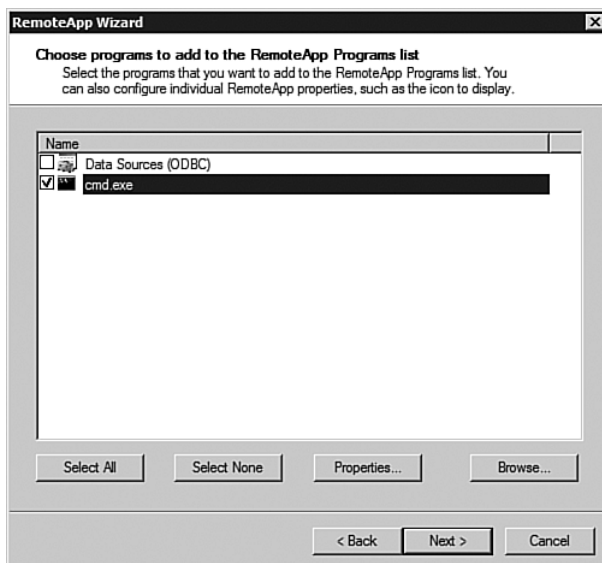 RemoteApp Wizard
Choose programs to add to the RemoteApp Programs list
Select the programs that you want to add to the RemoteApp Programs list. You
can also configure individual RemoteApp properties, such as the icon to display.
Name
Data Sources (ODBC)
cmd.exe
Select All Select None Properties... Browse...
< Back Next > Cancel